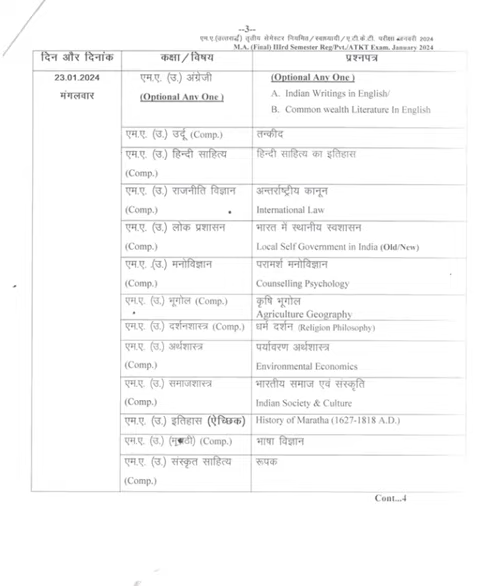 --3--
एम.ए.(उत्तरार्द्ध) तृतीय सेमेस्टर नियमित/स्वाध्यायी/ए.टी.के.टी. परीक्षा जनवरी 2024
M.A. (Final) IIIrd Semester Reg/Pvt./ATKT Exam. January 2024
दिन और दिनांक कक्षा/विषय प्रश्नपत्र
23.01.2024 एम.ए. (उ.) अंग्रेजी (Optional Any One )
मंगलवार (Optional Any One ) A. Indian Writings in English/
B. Common wealth Literature In English
एम.ए. (उ.) उर्दू (Comp.) तन्कीद
एम.ए. (उ.) हिन्दी साहित्य हिन्दी साहित्य का इतिहास
(Comp.)
एम.ए. (उ.) राजनीति विज्ञान अन्तर्राष्ट्रीय कानून
(Comp.) International Law
एम.ए. (उ.) लोक प्रशासन भारत में स्थानीय स्वशासन
(Comp.) Local Self Government in India (Old/New)
एम.ए. (उ.) मनोविज्ञान परामर्श मनोविज्ञान
(Comp.) Counselling Psychology
एम.ए. (उ.) भूगोल (Comp.) कृषि भूगोल
Agriculture Geography
एम.ए. (उ.) दर्शनशास्त्र (Comp.) धर्म दर्शन (Religion Philosophy)
एम.ए. (उ.) अर्थशास्त्र पर्यावरण अर्थशास्त्र
(Comp.) Environmental Economics
एम.ए. (उ.) समाजशास्त्र भारतीय समाज एवं संस्कृति
(Comp.) Indian Society & Culture
एम.ए. (उ.) इतिहास (ऐच्छिक) History of Maratha (1627-1818 A.D.)
एम.ए. (उ.) (Comp.) भाषा विज्ञान
एम.ए. (उ.) संस्कृत साहित्य रूपक
(Comp.)
Cont...4